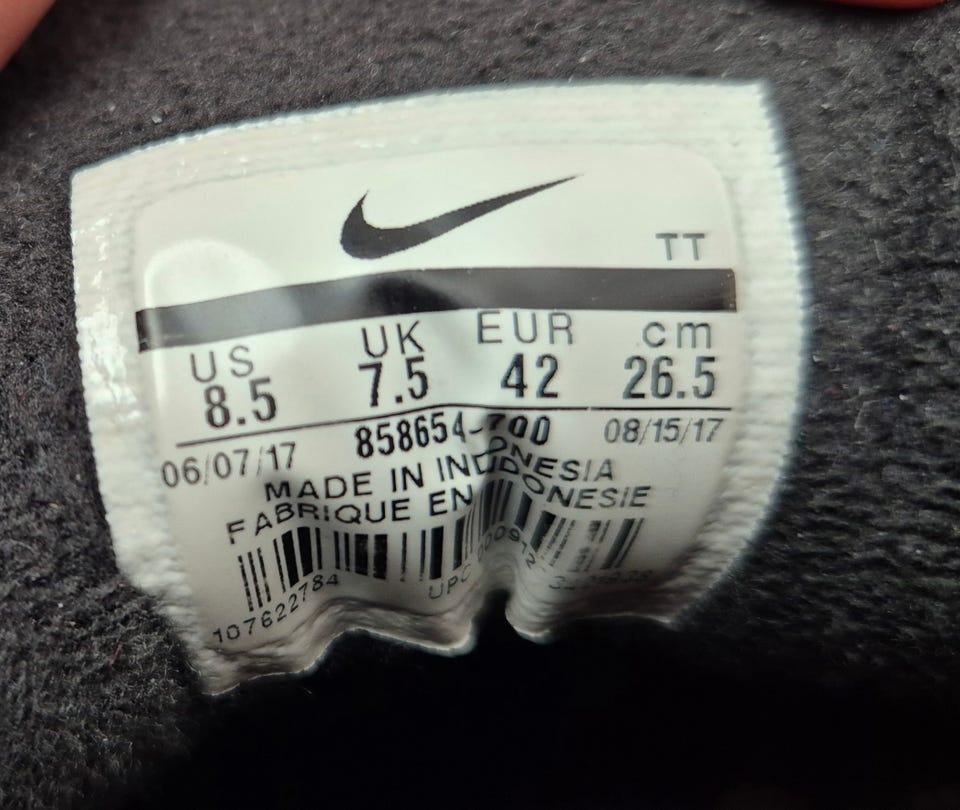 TT
US UK EUR cm
8.5 7.5 42 26.5
06/07/17 858654-700 08/15/17
MADE IN INDONESIA
FABRIQUE EN INDONESIE
107622784 UPC